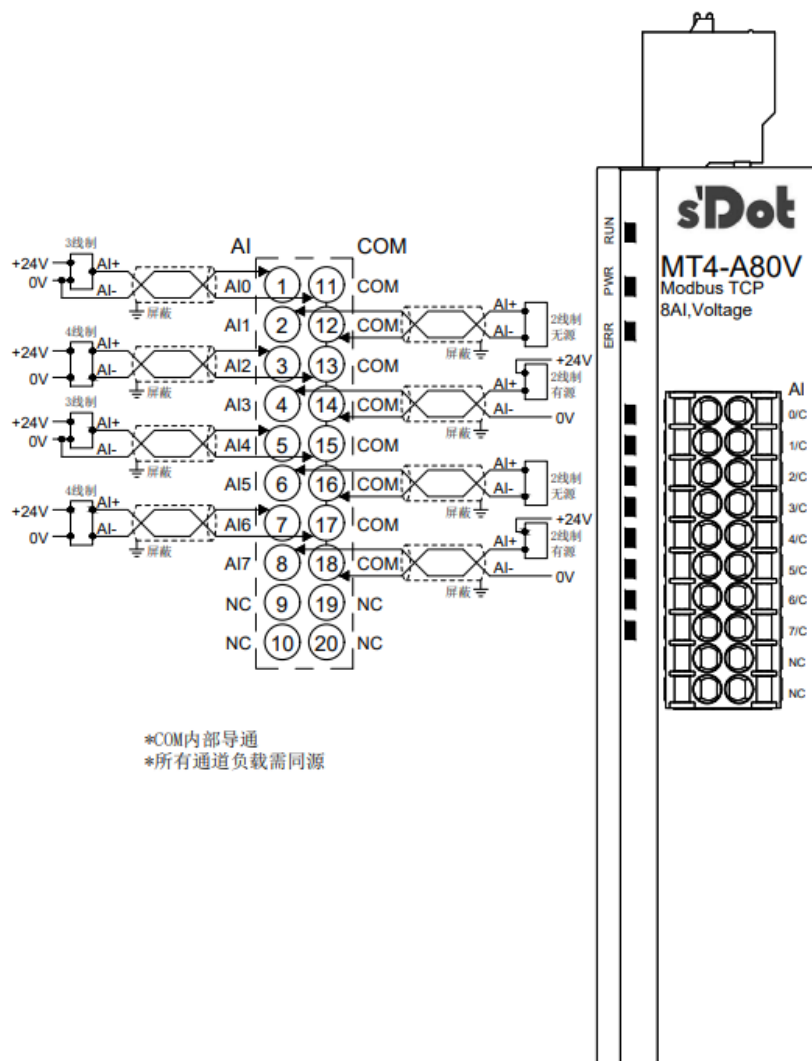 s'Dot
RUN
PWR
ERR
MT4-A80V
Modbus TCP
8AI,Voltage
AI
0/C
1/C
2/C
3/C
4/C
5/C
6/C
7/C
NC
NC
AI COM
3线制
+24V
0V
AI+
AI-
屏蔽
AI0 1 11 COM
AI1 2 12 COM
AI+
AI-
2线制
无源
屏蔽
4线制
+24V
0V
AI+
AI-
屏蔽
AI2 3 13 COM
AI3 4 14 COM
+24V
AI+
AI-
2线制
有源
0V
屏蔽
3线制
+24V
0V
AI+
AI-
屏蔽
AI4 5 15 COM
AI5 6 16 COM
AI+
AI-
2线制
无源
屏蔽
4线制
+24V
0V
AI+
AI-
屏蔽
AI6 7 17 COM
AI7 8 18 COM
+24V
AI+
AI-
2线制
有源
0V
屏蔽
NC 9 19 NC
NC 10 20 NC
*COM内部导通
*所有通道负载需同源